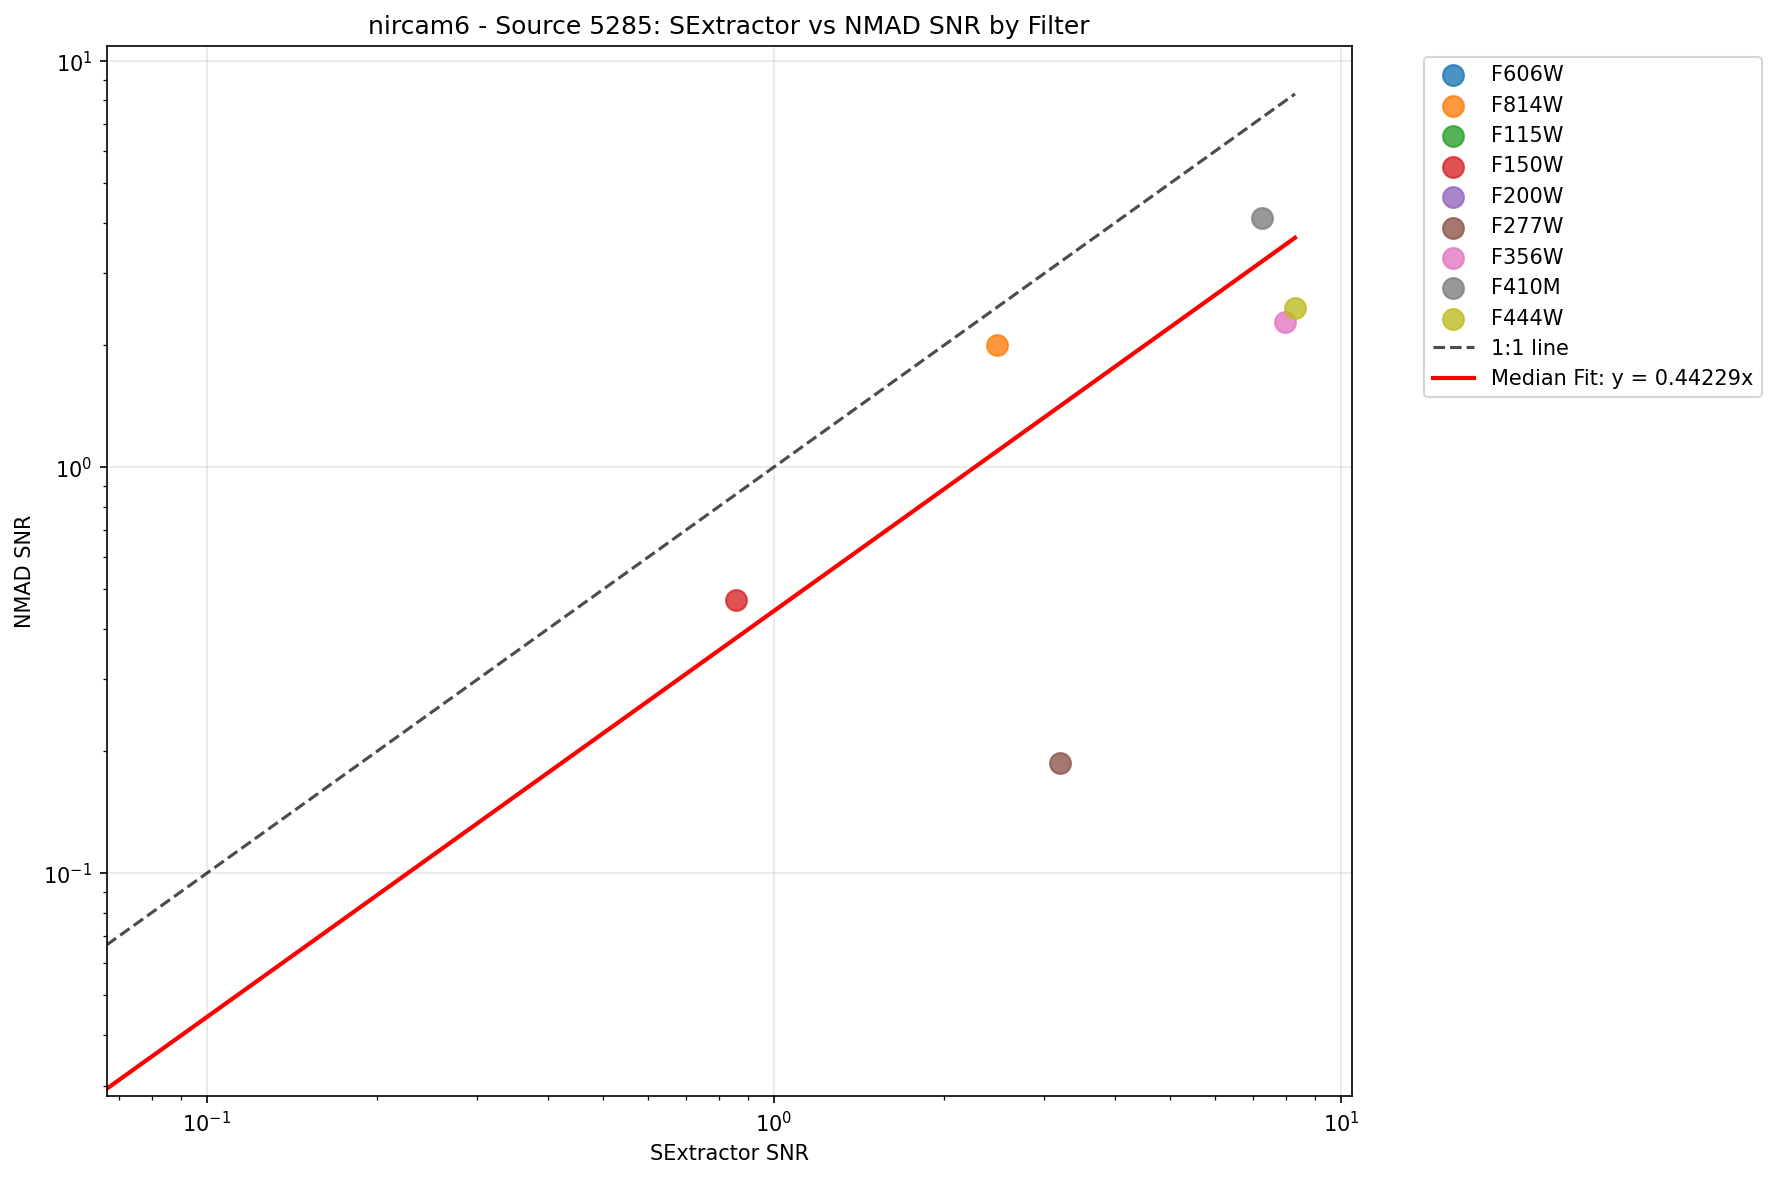 nircam6 - Source 5285: SExtractor vs NMAD SNR by Filter
10¹
10⁰
10⁻¹
NMAD SNR
10⁻¹
10⁰
10¹
SExtractor SNR
F606W
F814W
F115W
F150W
F200W
F277W
F356W
F410M
F444W
1:1 line
Median Fit: y = 0.44229x